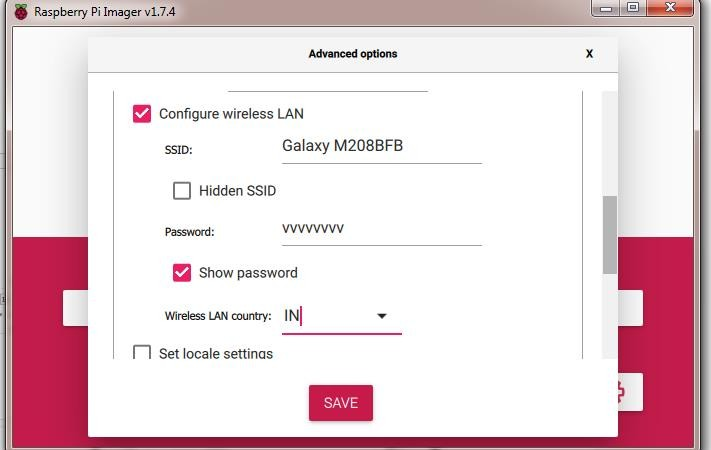 Raspberry Pi Imager v1.7.4
Advanced options
X
Configure wireless LAN
SSID: Galaxy M208BFB
Hidden SSID
Password: vvvvvvvv
Show password
Wireless LAN country: IN
Set locale settings
SAVE